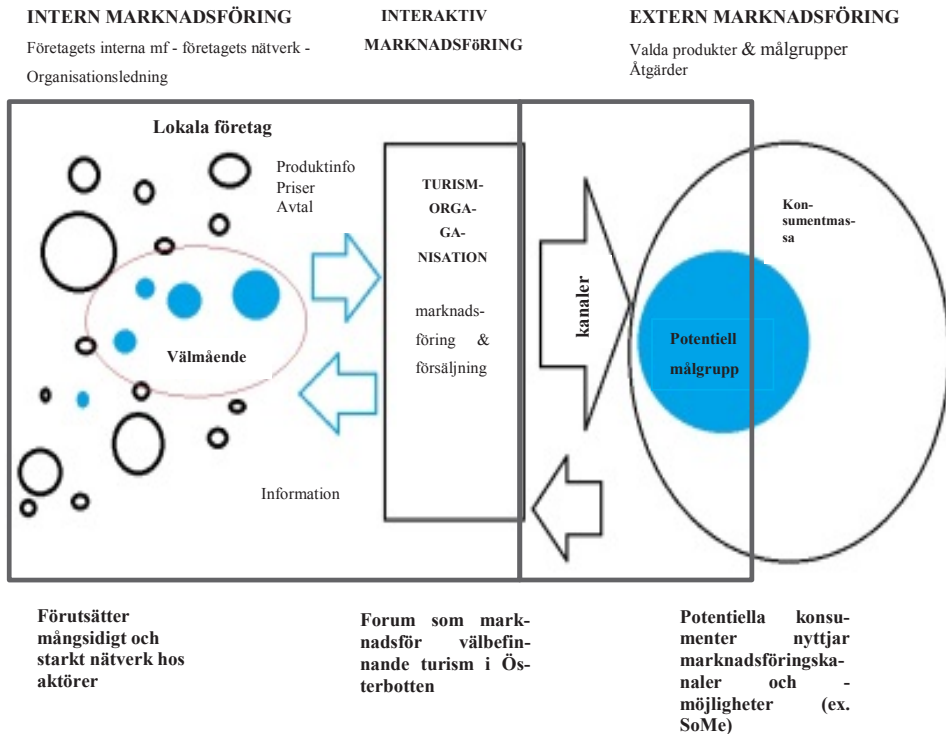 INTERN MARKNADSFÖRING
Företagets interna mf - företagets nätverk -
Organisationsledning
INTERAKTIV
MARKNADSFöRING
EXTERN MARKNADSFÖRING
Valda produkter & målgrupper
Åtgärder
Lokala företag
Produktinfo
Priser
Avtal
Välmående
Information
TURISM-
ORGA-
GA-
NISATION
marknads-
föring &
försäljning
kanaler
Kon-
sumentmas-
sa
Potentiell
målgrupp
Förutsätter
mångsidigt och
starkt nätverk hos
aktörer
Forum som mark-
nadsför välbefin-
nande turism i Ös-
terbotten
Potentiella konsu-
menter nyttjar
marknadsföringska-
naler och -
möjligheter (ex.
SoMe)